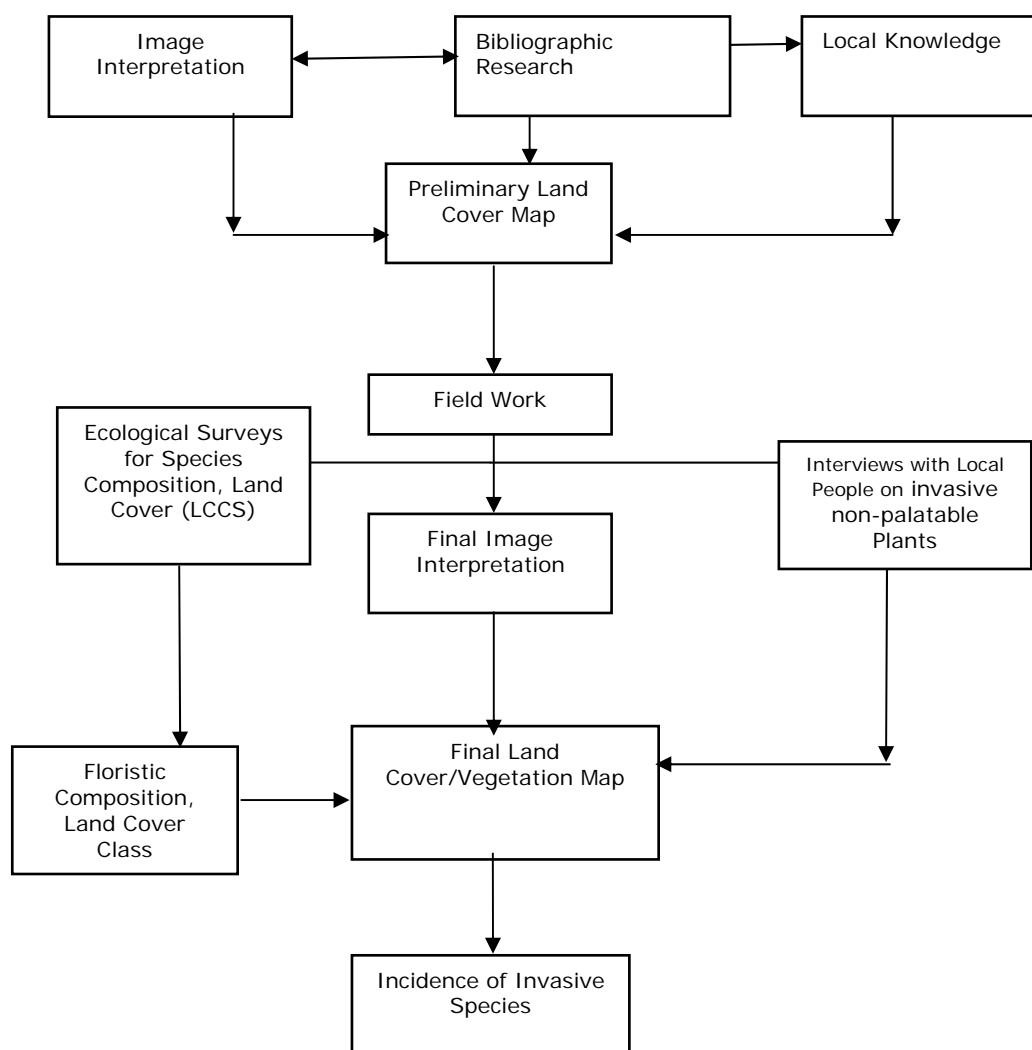 Image
Interpretation
Bibliographic
Research
Local Knowledge
Preliminary Land
Cover Map
Field Work
Ecological Surveys
for Species
Composition, Land
Cover (LCCS)
Interviews with Local
People on invasive
non-palatable
Plants
Final Image
Interpretation
Floristic
Composition,
Land Cover
Class
Final Land
Cover/Vegetation Map
Incidence of Invasive
Species